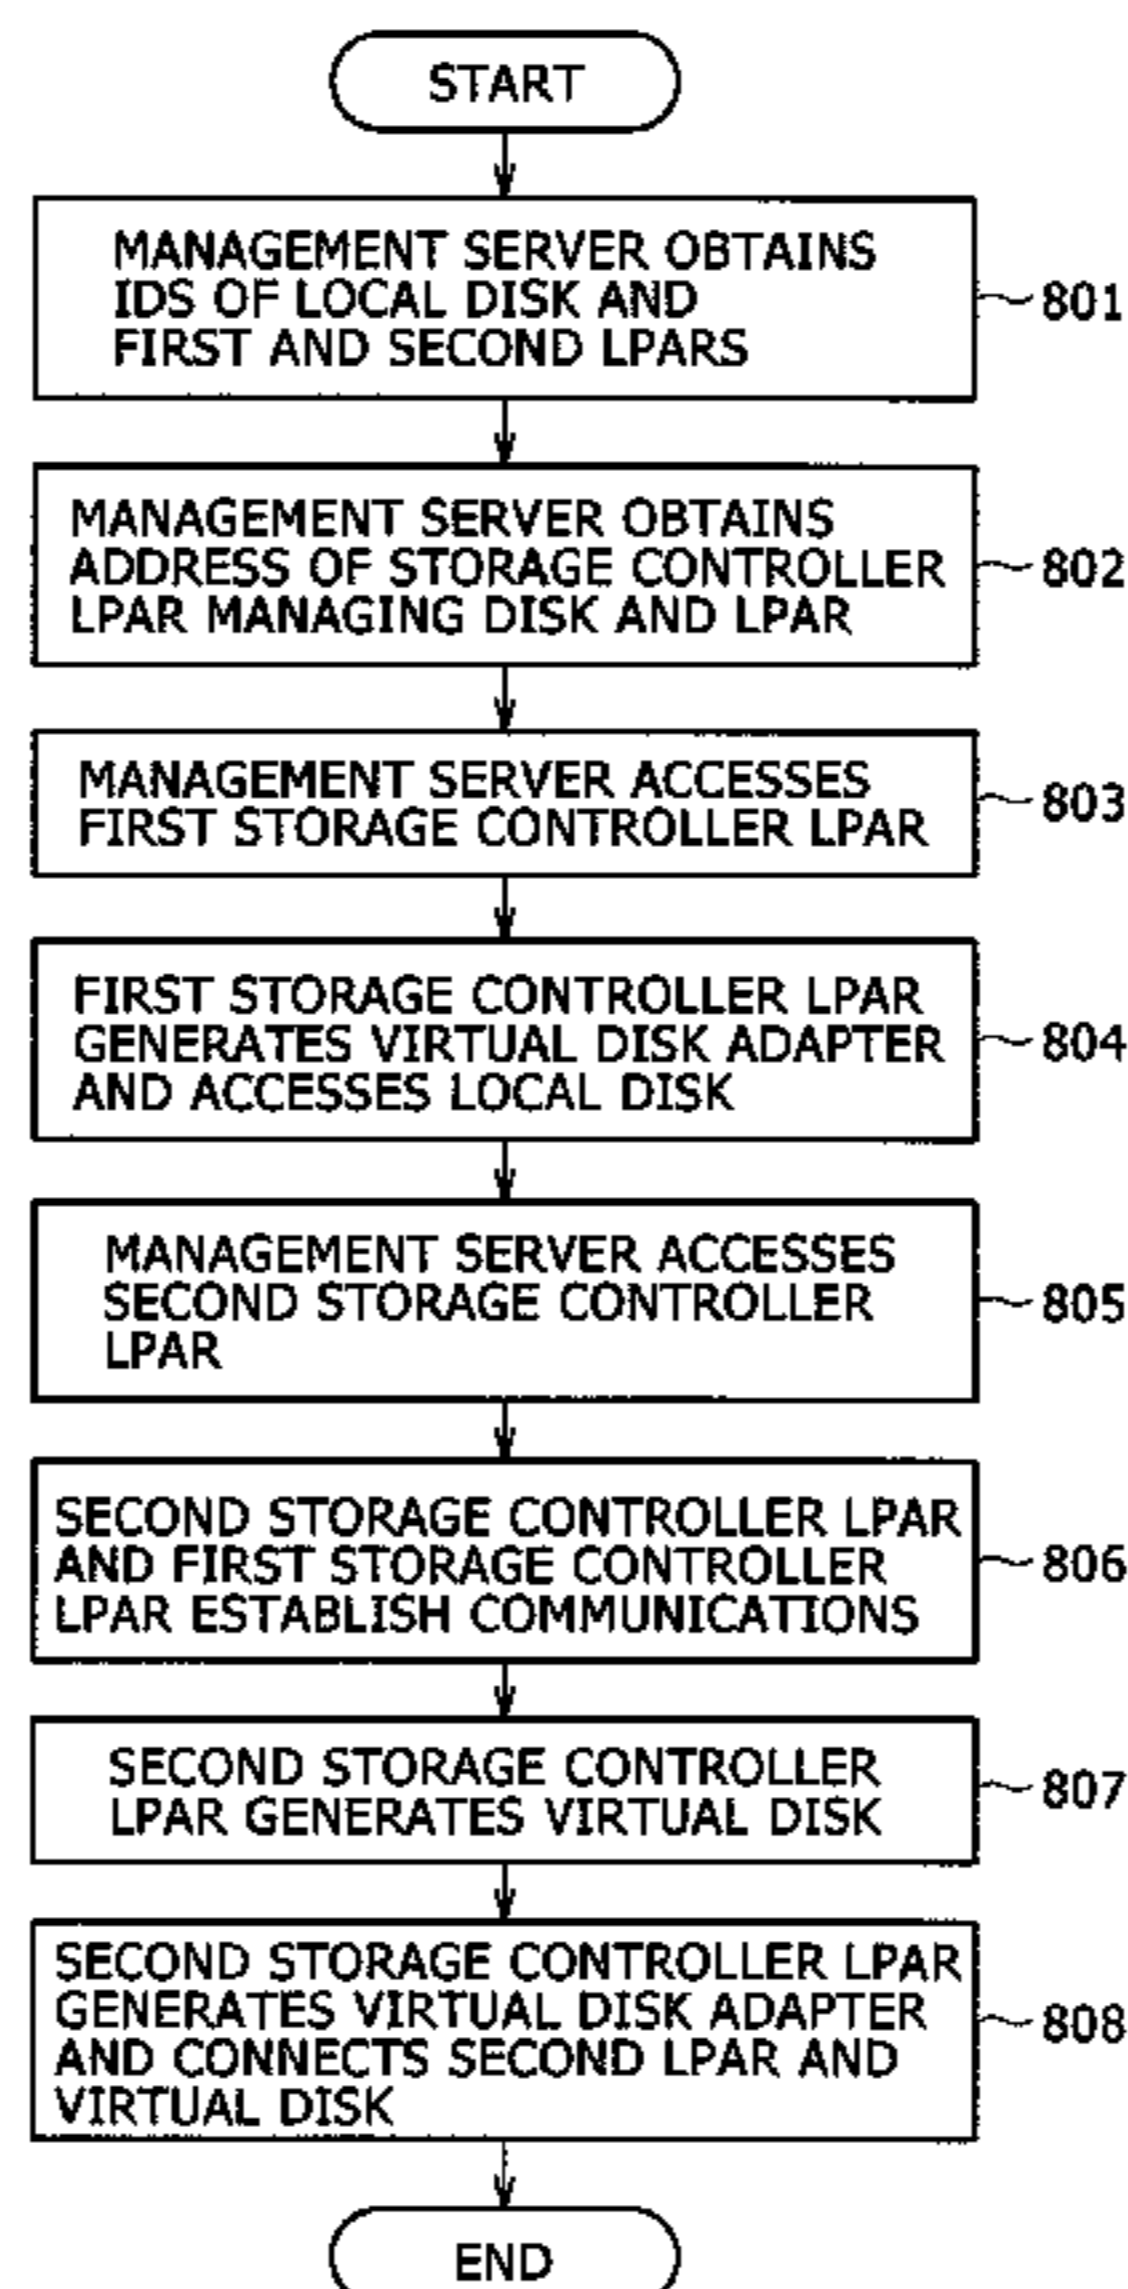 START
MANAGEMENT SERVER OBTAINS
IDS OF LOCAL DISK AND
FIRST AND SECOND LPARS
801
MANAGEMENT SERVER OBTAINS
ADDRESS OF STORAGE CONTROLLER
LPAR MANAGING DISK AND LPAR
802
MANAGEMENT SERVER ACCESSES
FIRST STORAGE CONTROLLER LPAR
803
FIRST STORAGE CONTROLLER LPAR
GENERATES VIRTUAL DISK ADAPTER
AND ACCESSES LOCAL DISK
804
MANAGEMENT SERVER ACCESSES
SECOND STORAGE CONTROLLER
LPAR
805
SECOND STORAGE CONTROLLER LPAR
AND FIRST STORAGE CONTROLLER
LPAR ESTABLISH COMMUNICATIONS
806
SECOND STORAGE CONTROLLER
LPAR GENERATES VIRTUAL DISK
807
SECOND STORAGE CONTROLLER LPAR
GENERATES VIRTUAL DISK ADAPTER
AND CONNECTS SECOND LPAR AND
VIRTUAL DISK
808
END